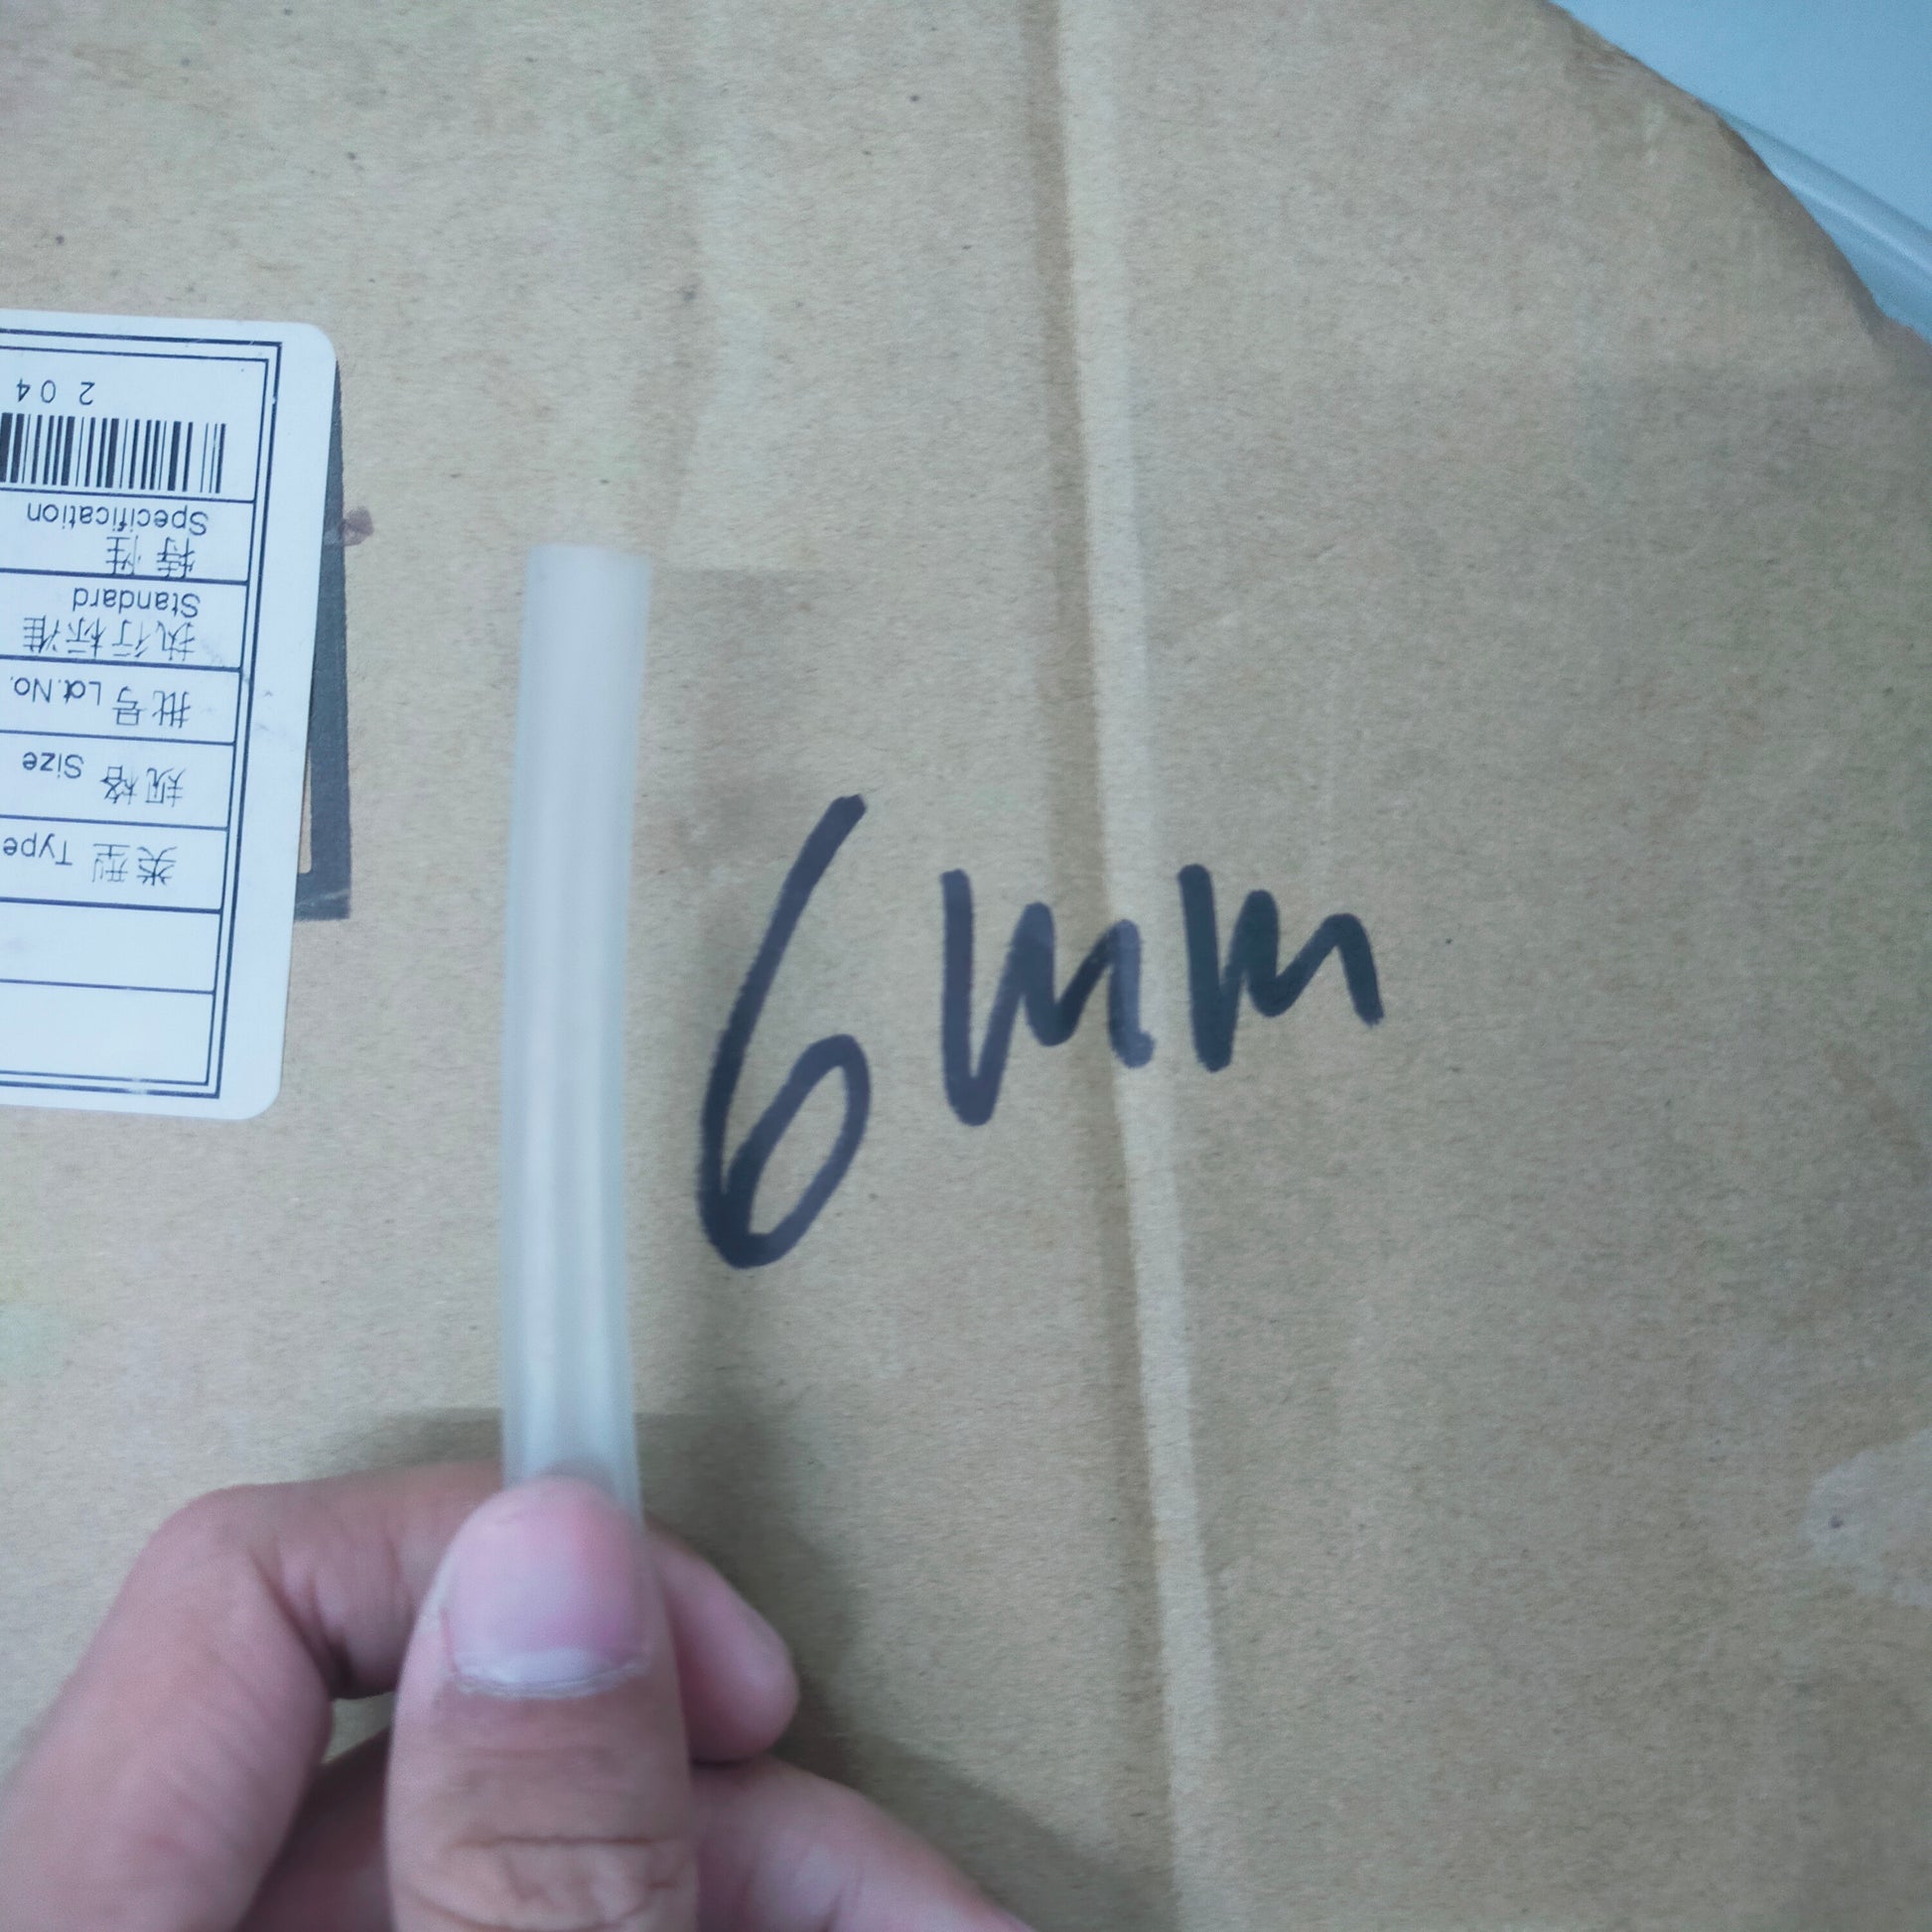 6mm
类型 Type
规格 Size
批号 Lot.No.
执行标准
Standard
特性
Specification
2 0 4